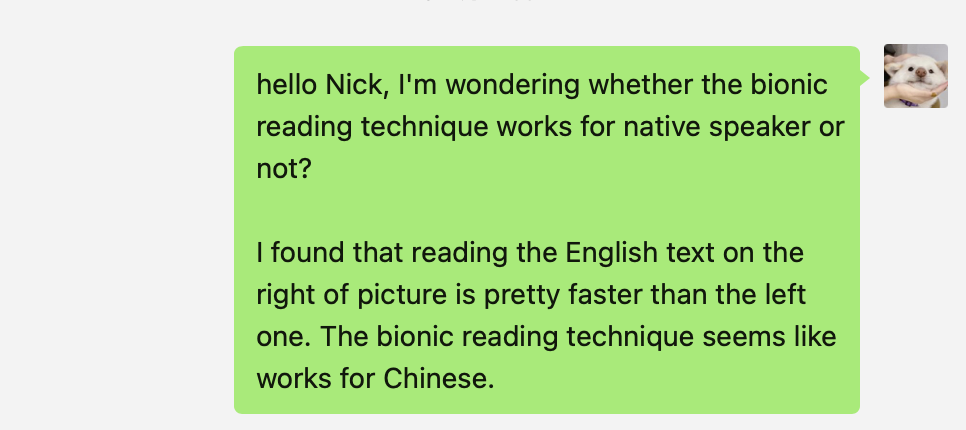 hello Nick, I'm wondering whether the bionic
reading technique works for native speaker or
not?
I found that reading the English text on the
right of picture is pretty faster than the left
one. The bionic reading technique seems like
works for Chinese.